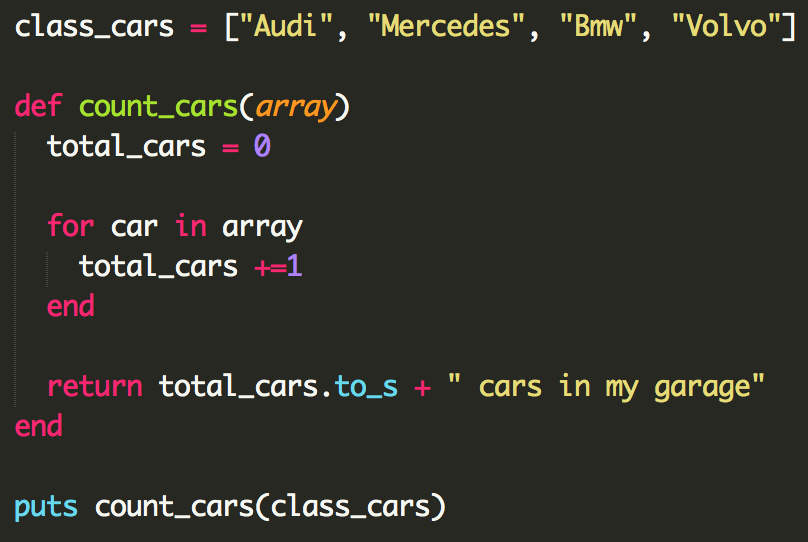 class_cars = ["Audi", "Mercedes", "Bmw", "Volvo"]
def count_cars(array)
total_cars = 0
for car in array
total_cars +=1
end
return total_cars.to_s + " cars in my garage"
end
puts count_cars(class_cars)